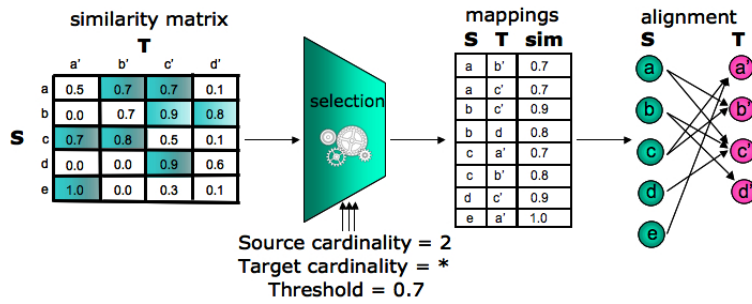 similarity matrix
T
a' b' c' d'
S
a 0.5 0.7 0.7 0.1
b 0.0 0.7 0.9 0.8
c 0.7 0.8 0.5 0.1
d 0.0 0.0 0.9 0.6
e 1.0 0.0 0.3 0.1
selection
Source cardinality = 2
Target cardinality = *
Threshold = 0.7
mappings
S T sim
a b' 0.7
a c' 0.7
b c' 0.9
b d 0.8
c a' 0.7
c b' 0.8
d c' 0.9
e a' 1.0
alignment
S T
a a'
b b'
c c'
d d'
e